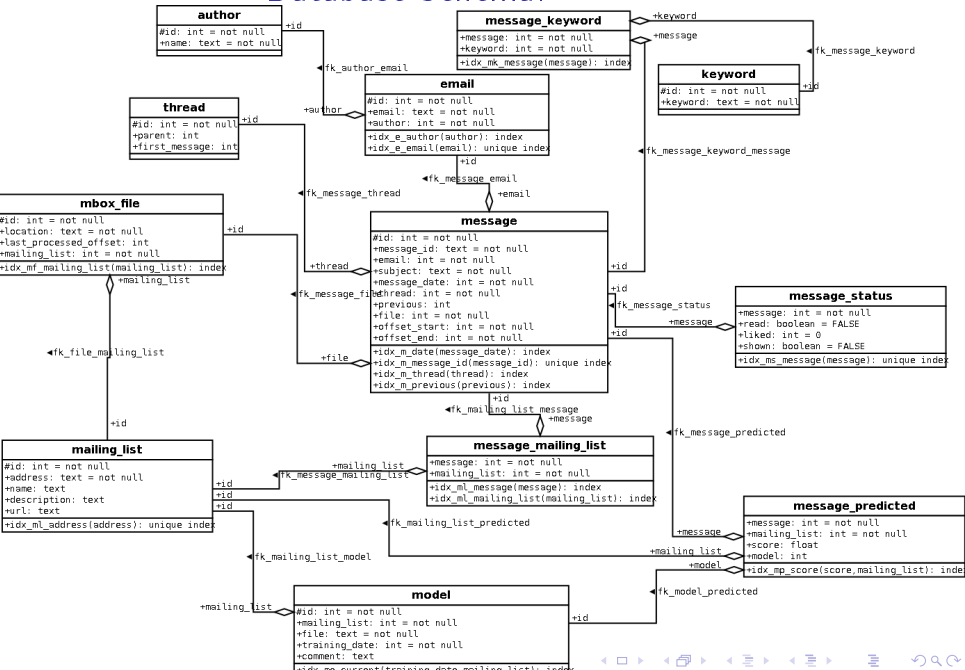 Database Schema.
author
#id: int = not null
+name: text = not null
+id
◄fk_author_email
+author
message_keyword
+message: int = not null
+keyword: int = not null
+idx_mk_message(message): index
+keyword
+message
◄fk_message_keyword
keyword
#id: int = not null
+keyword: text = not null
+id
◄fk_message_keyword_message
email
#id: int = not null
+email: text = not null
+author: int = not null
+idx_e_author(author): index
+idx_e_email(email): unique index
+id
◄fk_message_email
+email
thread
#id: int = not null
+parent: int
+first_message: int
+id
◄fk_message_thread
+thread
mbox_file
#id: int = not null
+location: text = not null
+last_processed_offset: int
+mailing_list: int = not null
+idx_mf_mailing_list(mailing_list): index
+id
+mailing_list
◄fk_message_file
+file
◄fk_file_mailing_list
+id
message
#id: int = not null
+message_id: text = not null
+email: int = not null
+subject: text = not null
+message_date: int = not null
+thread: int = not null
+previous: int
+file: int = not null
+offset_start: int = not null
+offset_end: int = not null
+idx_m_date(message_date): index
+idx_m_message_id(message_id): unique index
+idx_m_thread(thread): index
+idx_m_previous(previous): index
+id
+id
◄fk_message_status
+message
+id
message_status
+message: int = not null
+read: boolean = FALSE
+liked: int = 0
+shown: boolean = FALSE
+idx_ms_message(message): unique index
+id
◄fk_mailing_list_message
+message
◄fk_message_predicted
mailing_list
#id: int = not null
+address: text = not null
+name: text
+description: text
+url: text
+idx_ml_address(address): unique index
message_mailing_list
+message: int = not null
+mailing_list: int = not null
+idx_ml_message(message): index
+idx_ml_mailing_list(mailing_list): index
+mailing_list
◄fk_message_mailing_list
+id
+id
+id
◄fk_mailing_list_predicted
◄fk_mailing_list_model
message_predicted
+message: int = not null
+mailing_list: int = not null
+score: float
+model: int
+idx_mp_score(score,mailing_list): index
+message
+mailing_list
+model
◄fk_model_predicted
+mailing_list
model
#id: int = not null
+mailing_list: int = not null
+file: text = not null
+training_date: int = not null
+comment: text
+idx_mo_current(training_date,mailing_list): index
+id